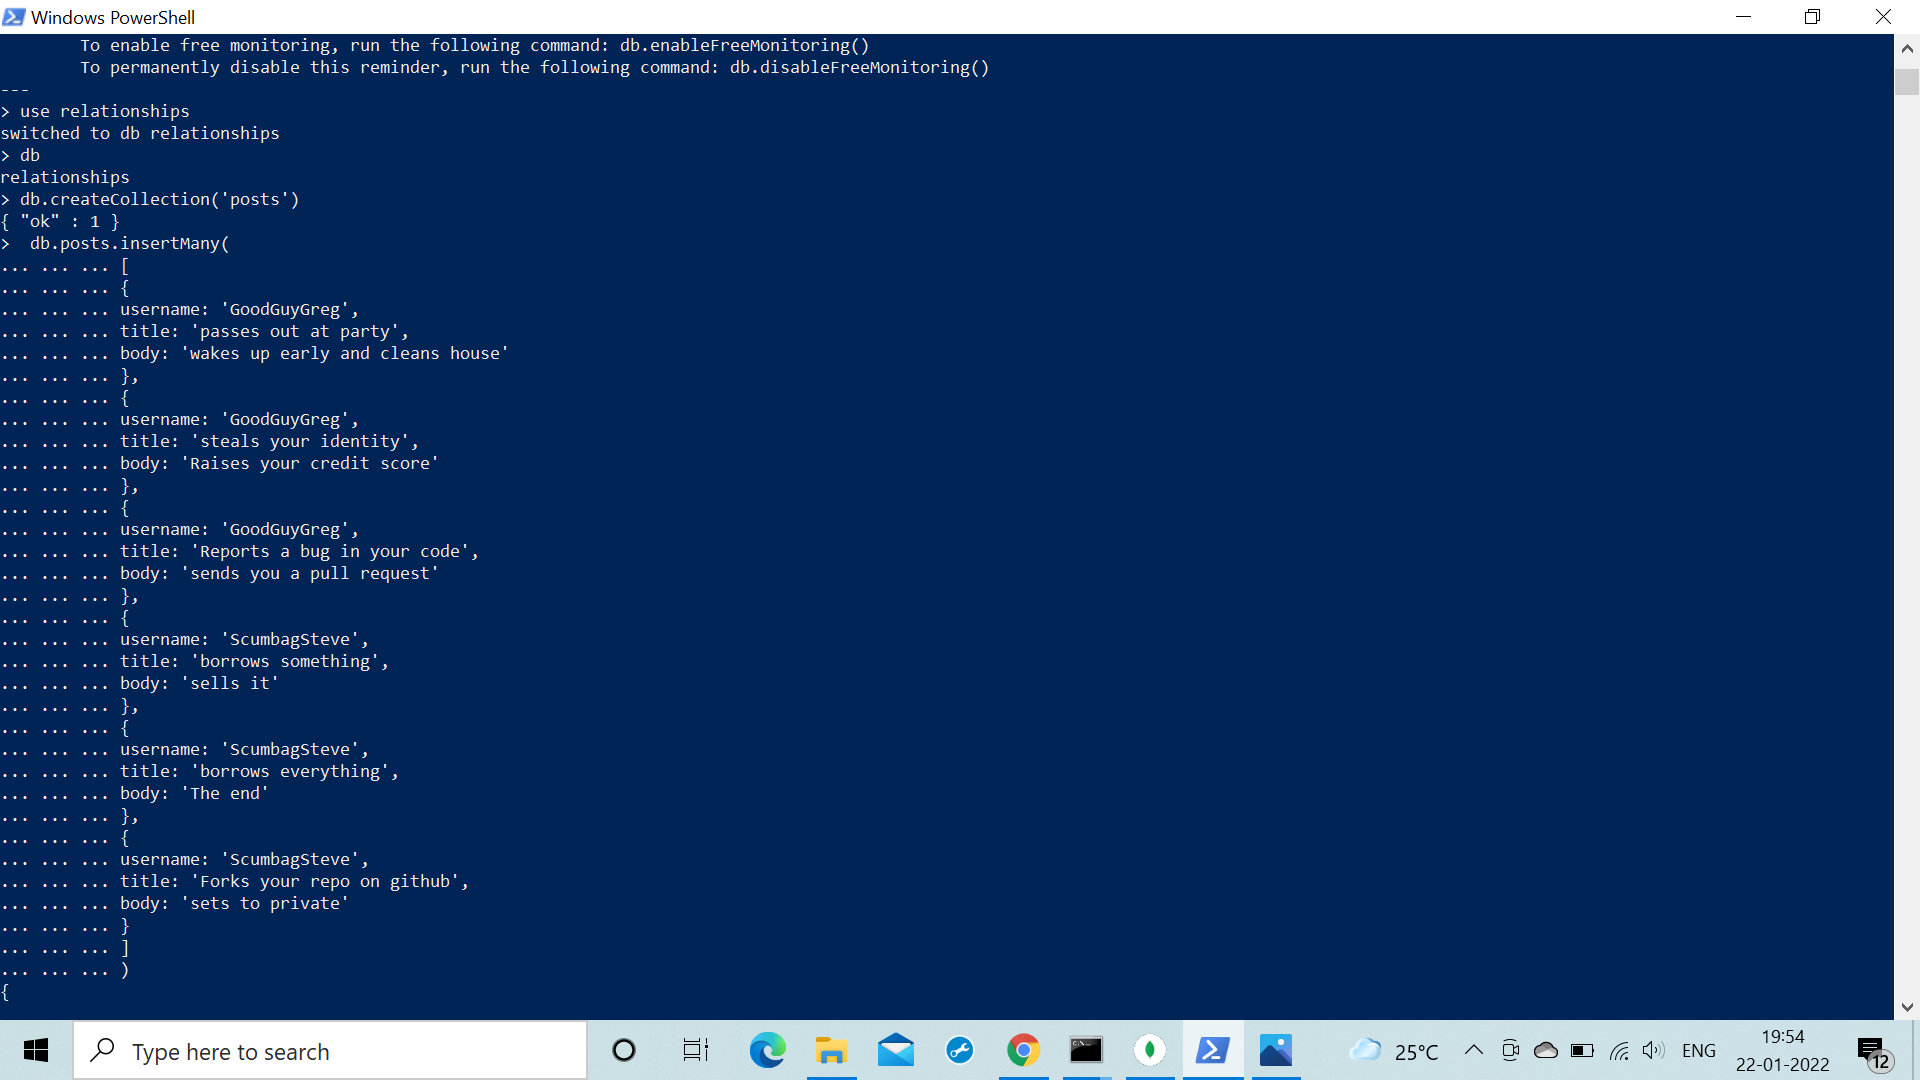 Windows PowerShell
To enable free monitoring, run the following command: db.enableFreeMonitoring()
To permanently disable this reminder, run the following command: db.disableFreeMonitoring()
---
> use relationships
switched to db relationships
> db
relationships
> db.createCollection('posts')
{ "ok" : 1 }
>  db.posts.insertMany(
... ... ... [
... ... ... {
... ... ... username: 'GoodGuyGreg',
... ... ... title: 'passes out at party',
... ... ... body: 'wakes up early and cleans house'
... ... ... },
... ... ... {
... ... ... username: 'GoodGuyGreg',
... ... ... title: 'steals your identity',
... ... ... body: 'Raises your credit score'
... ... ... },
... ... ... {
... ... ... username: 'GoodGuyGreg',
... ... ... title: 'Reports a bug in your code',
... ... ... body: 'sends you a pull request'
... ... ... },
... ... ... {
... ... ... username: 'ScumbagSteve',
... ... ... title: 'borrows something',
... ... ... body: 'sells it'
... ... ... },
... ... ... {
... ... ... username: 'ScumbagSteve',
... ... ... title: 'borrows everything',
... ... ... body: 'The end'
... ... ... },
... ... ... {
... ... ... username: 'ScumbagSteve',
... ... ... title: 'Forks your repo on github',
... ... ... body: 'sets to private'
... ... ... }
... ... ... ]
... ... ... )
{
Type here to search
25°C
ENG
19:54
22-01-2022
12